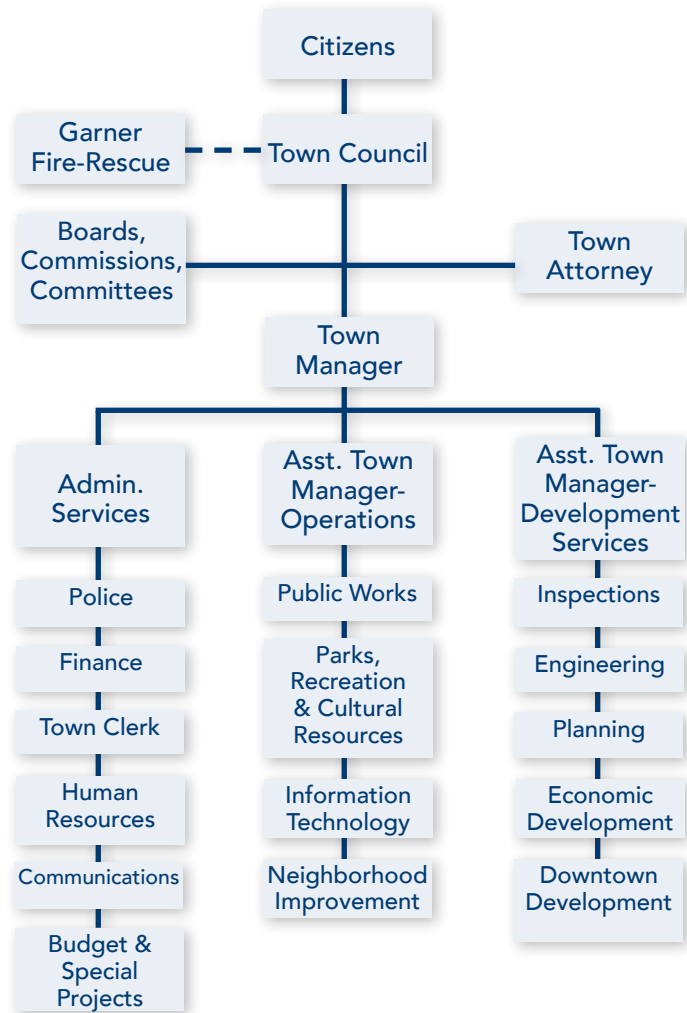 Citizens
Garner
Fire-Rescue
Town Council
Boards,
Commissions,
Committees
Town
Attorney
Town
Manager
Admin.
Services
Police
Finance
Town Clerk
Human
Resources
Communications
Budget &
Special
Projects
Asst. Town
Manager-
Operations
Public Works
Parks,
Recreation
& Cultural
Resources
Information
Technology
Neighborhood
Improvement
Asst. Town
Manager-
Development
Services
Inspections
Engineering
Planning
Economic
Development
Downtown
Development